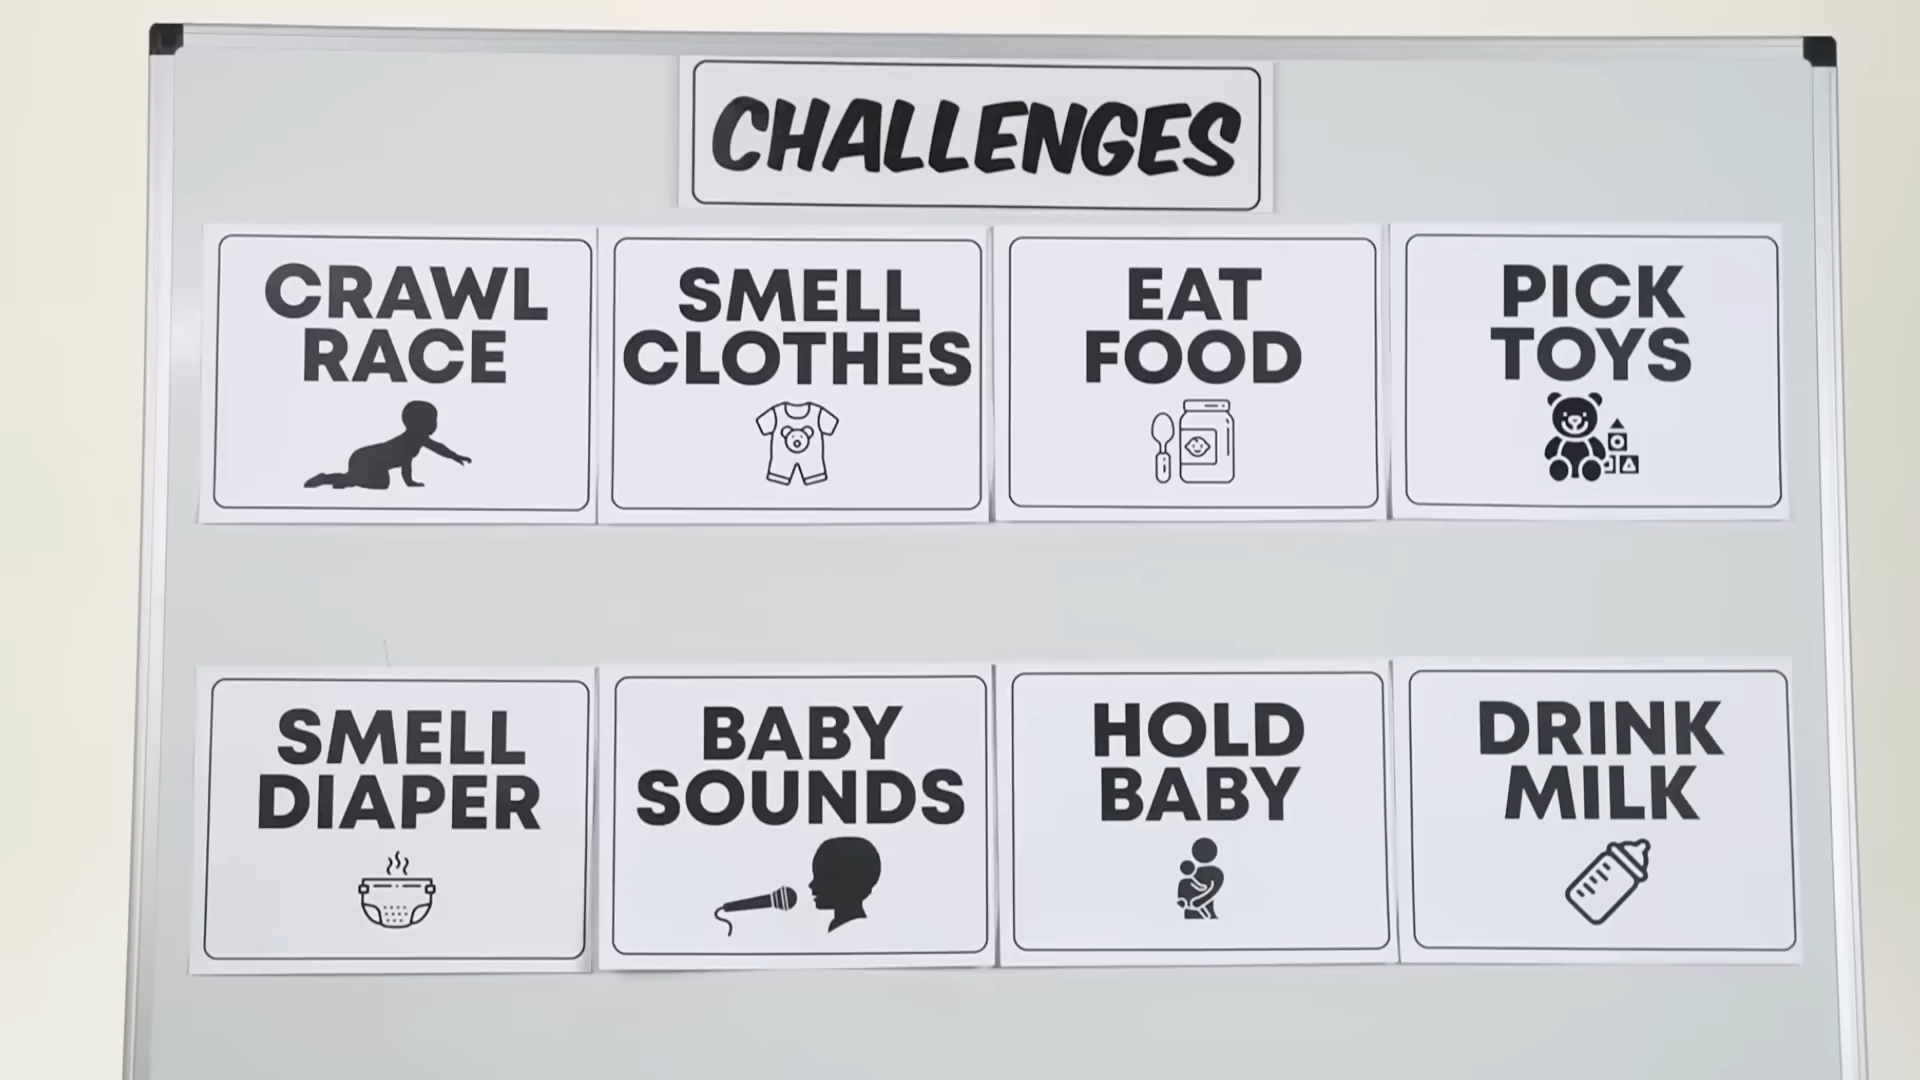 CHALLENGES
CRAWL
RACE
SMELL
CLOTHES
EAT
FOOD
PICK
TOYS
SMELL
DIAPER
BABY
SOUNDS
HOLD
BABY
DRINK
MILK